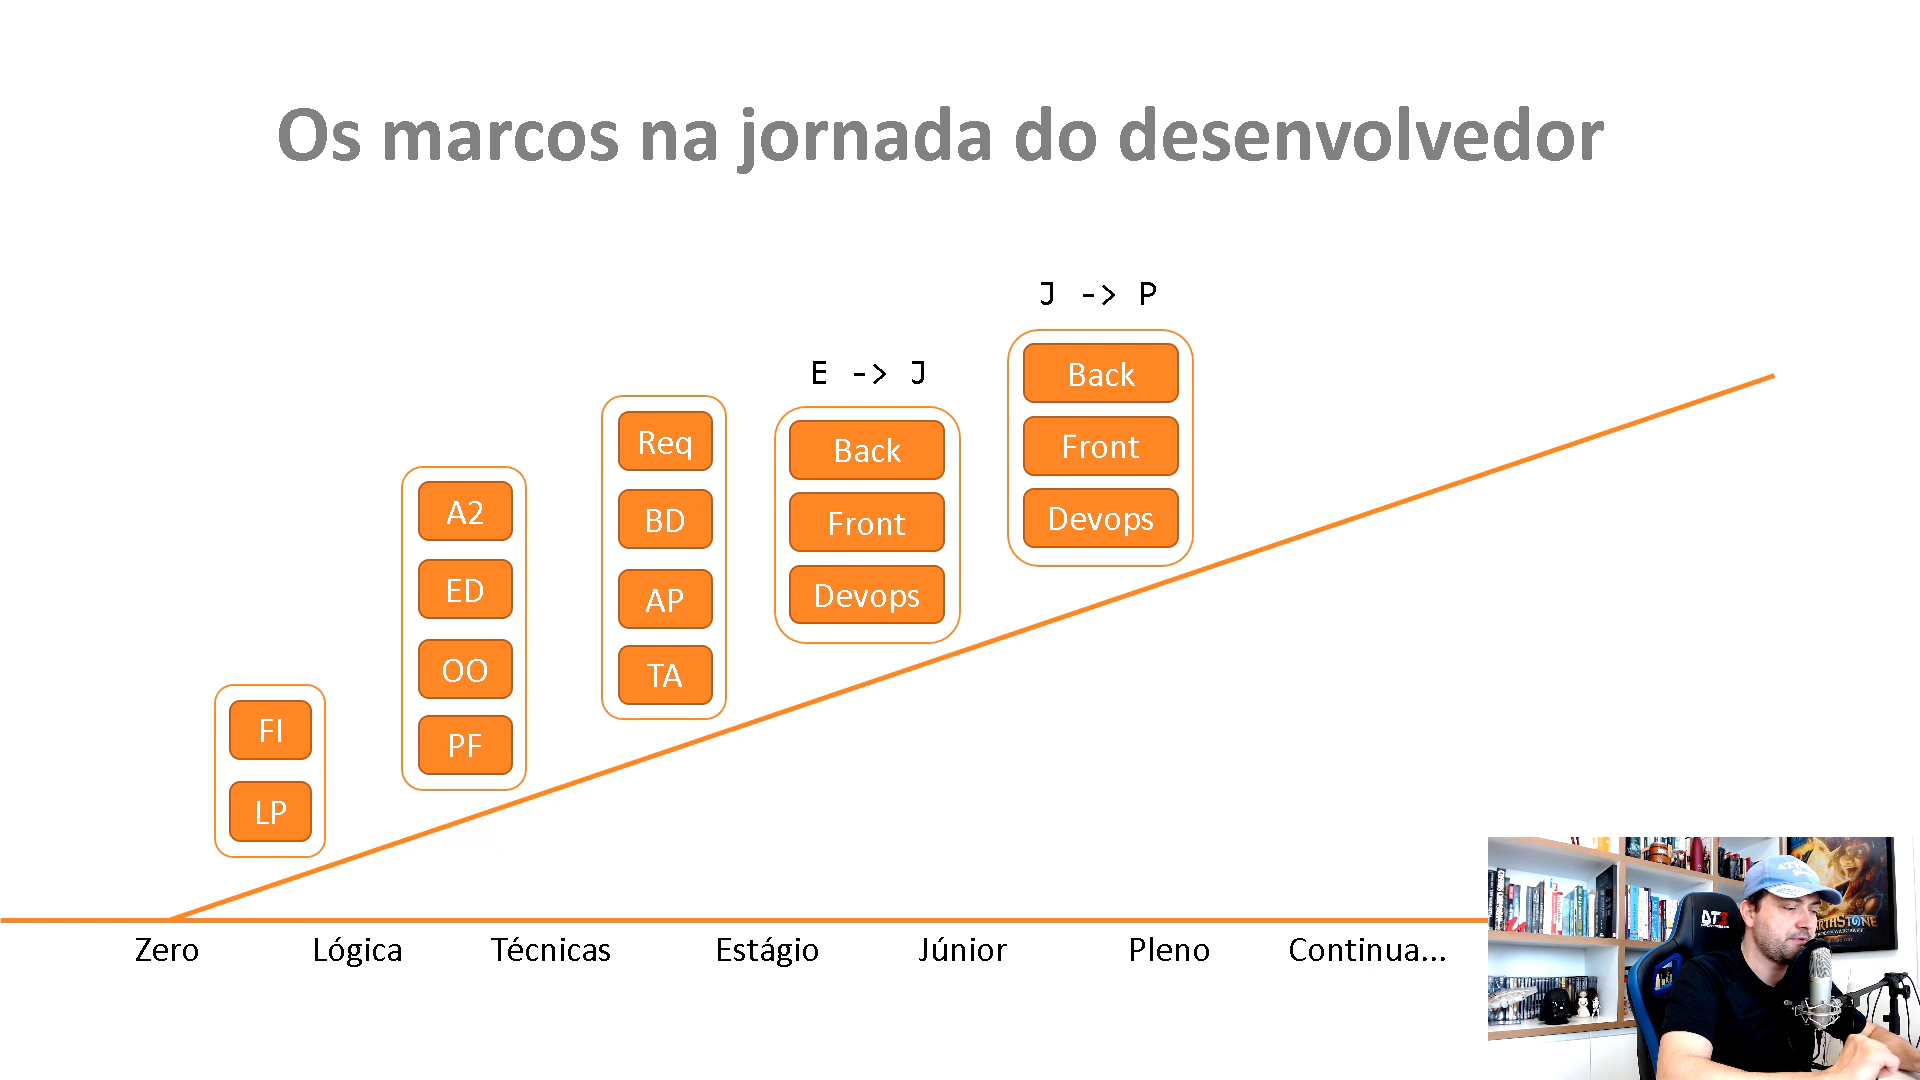 Os marcos na jornada do desenvolvedor
J -> P
Back
Front
Devops
E -> J
Back
Front
Devops
Req
BD
AP
TA
A2
ED
OO
PF
FI
LP
Zero
Lógica
Técnicas
Estágio
Júnior
Pleno
Continua...
DT3